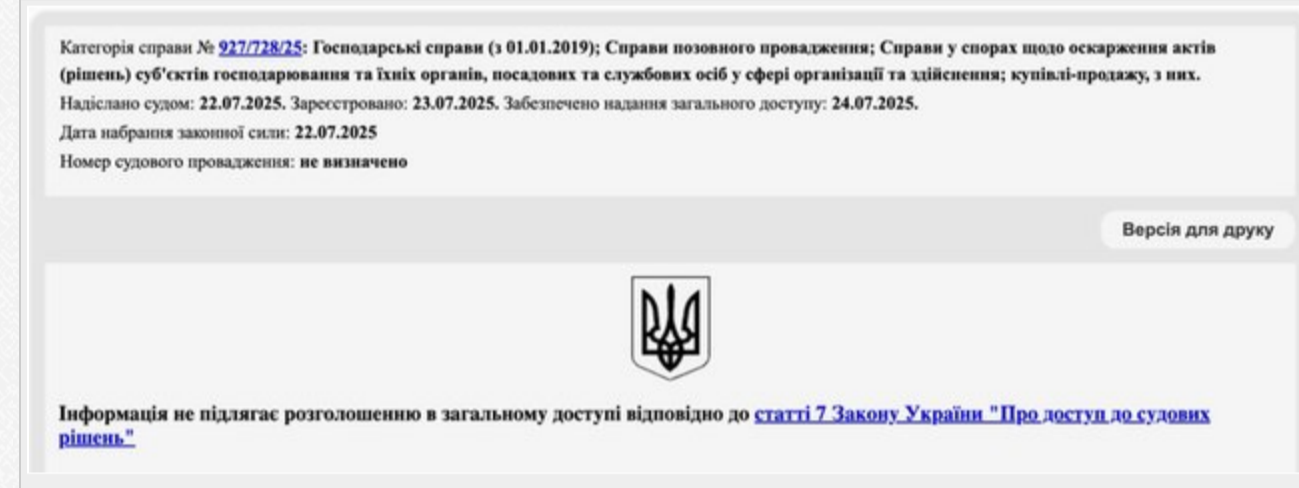 Категорія справи № 927/728/25: Господарські справи (з 01.01.2019); Справи позовного провадження; Справи у спорах щодо оскарження актів
(рішень) суб'єктів господарювання та їхніх органів, посадових та службових осіб у сфері організації та здійснення; купівлі-продажу, з них.
Надіслано судом: 22.07.2025. Зареєстровано: 23.07.2025. Забезпечено надання загального доступу: 24.07.2025.
Дата набрання законної сили: 22.07.2025
Номер судового провадження: не визначено
Версія для друку
Інформація не підлягає розголошенню в загальному доступі відповідно до статті 7 Закону України "Про доступ до судових
рішень"